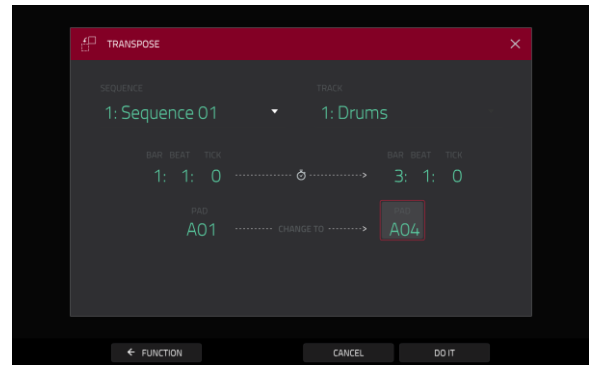 TRANSPOSE
SEQUENCE TRACK
1: Sequence 01 1: Drums
BAR BEAT TICK BAR BEAT TICK
1: 1: 0 3: 1: 0
PAD PAD
A01 CHANGE TO A04
FUNCTION CANCEL DO IT